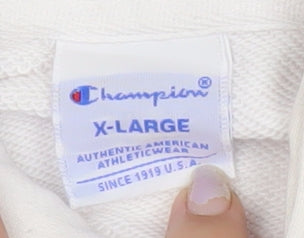 Champion®
X-LARGE
AUTHENTIC AMERICAN
ATHLETICWEAR
SINCE 1919 U.S.A.